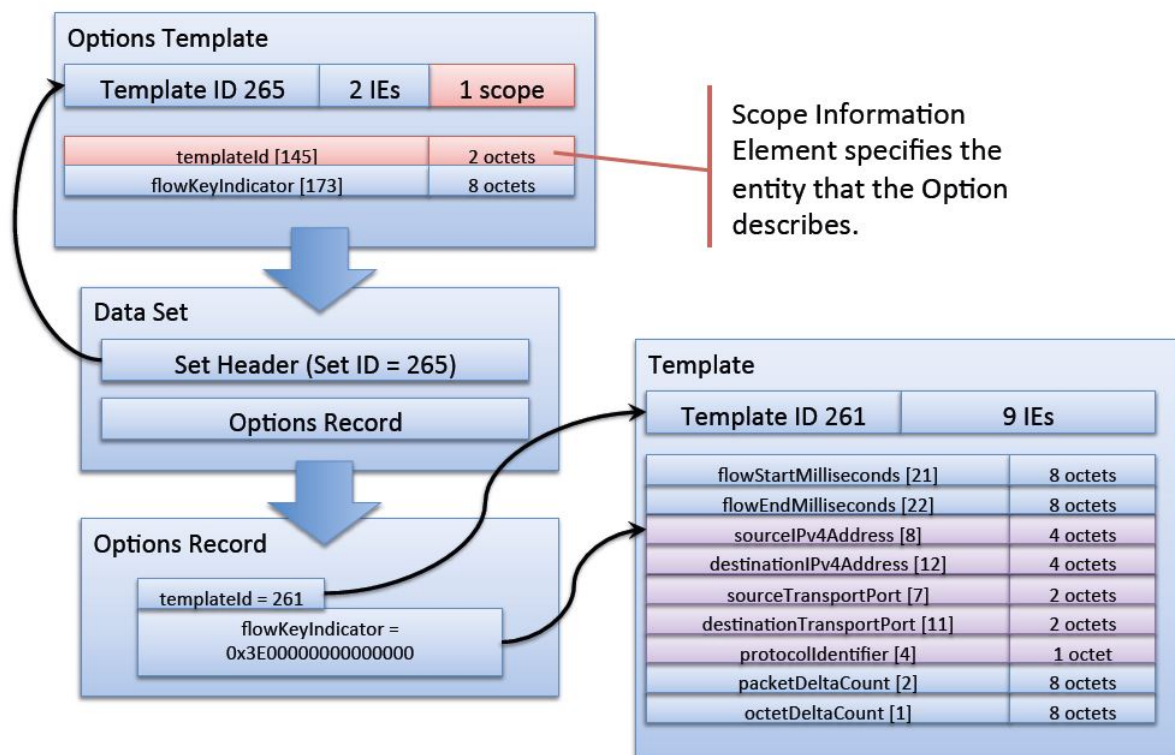 Options Template
Template ID 265 2 IEs 1 scope
templateId [145] 2 octets
flowKeyIndicator [173] 8 octets
Scope Information
Element specifies the
entity that the Option
describes.
Data Set
Set Header (Set ID = 265)
Options Record
Options Record
templateId = 261
flowKeyIndicator =
0x3E00000000000000
Template
Template ID 261 9 IEs
flowStartMilliseconds [21] 8 octets
flowEndMilliseconds [22] 8 octets
sourceIPv4Address [8] 4 octets
destinationIPv4Address [12] 4 octets
sourceTransportPort [7] 2 octets
destinationTransportPort [11] 2 octets
protocolIdentifier [4] 1 octet
packetDeltaCount [2] 8 octets
octetDeltaCount [1] 8 octets